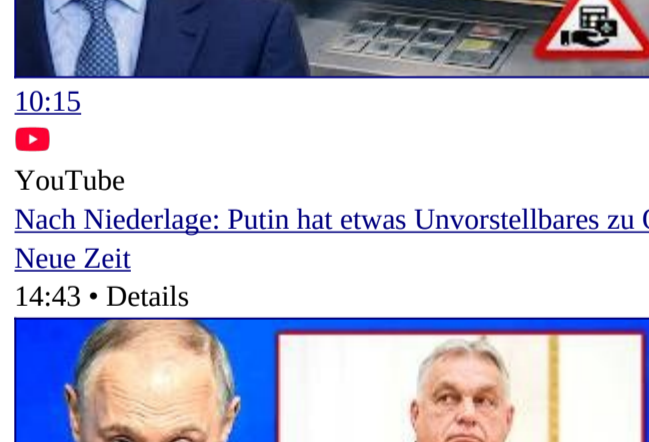 10:15
YouTube
Nach Niederlage: Putin hat etwas Unvorstellbares zu
Neue Zeit
14:43 • Details